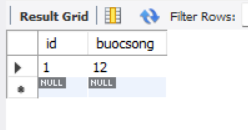 Result Grid Filter Rows:
id buocsong
1 12
NULL NULL